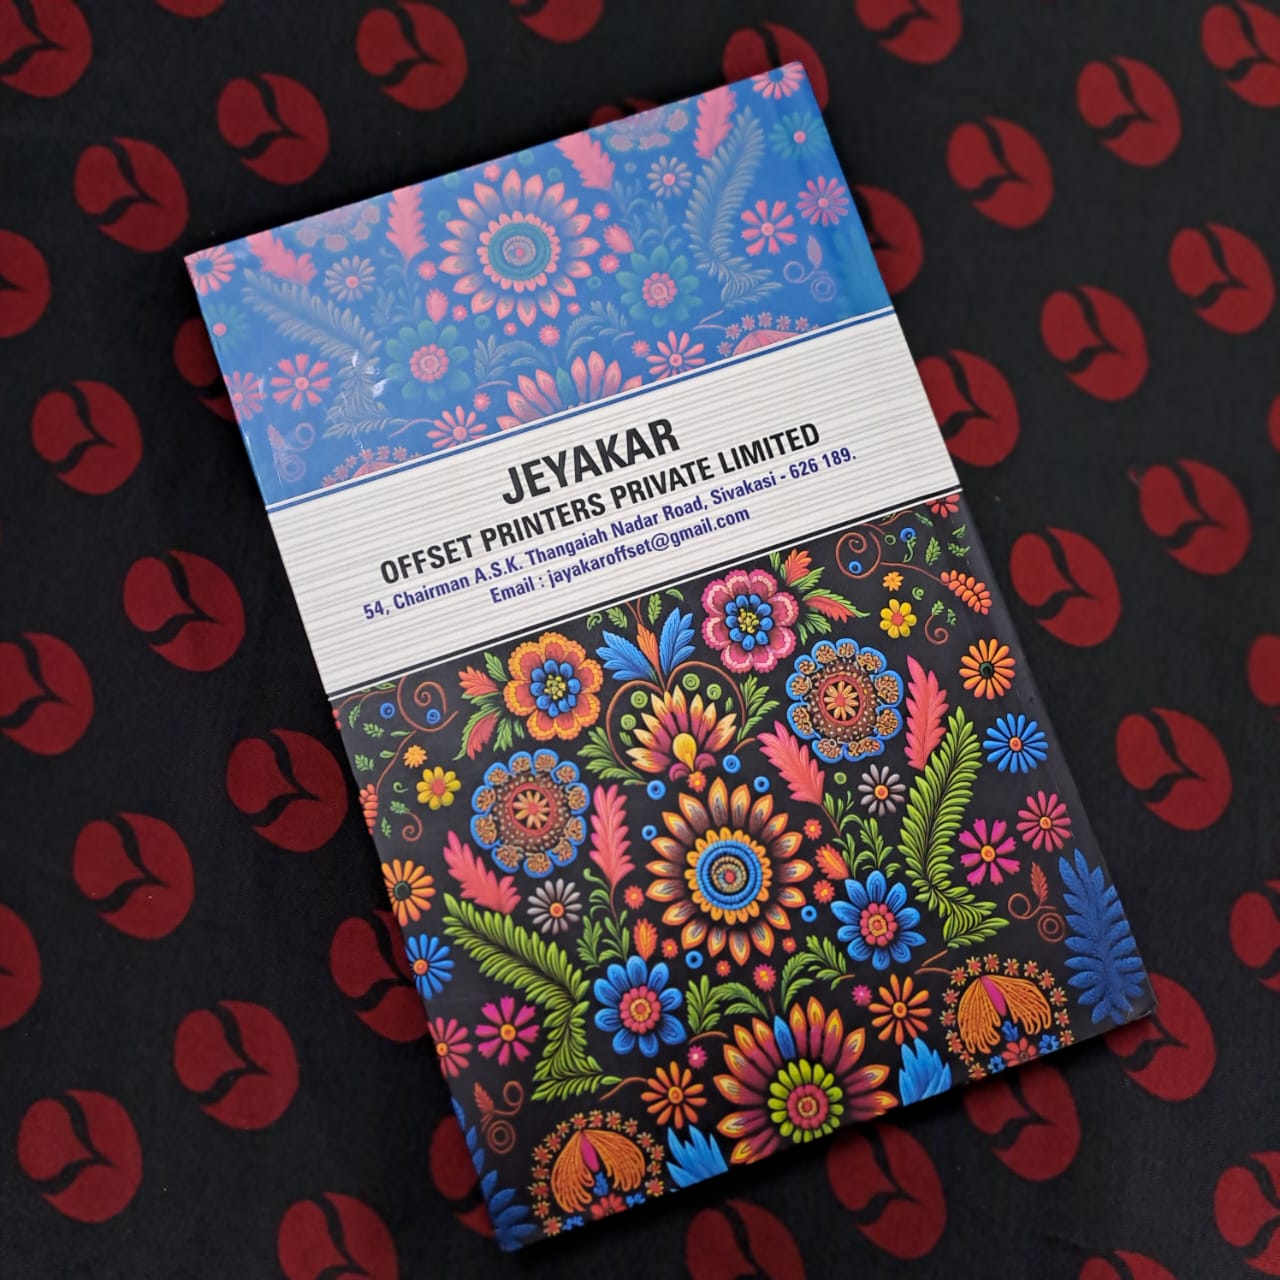 JEYAKAR
OFFSET PRINTERS PRIVATE LIMITED
54, Chairman A.S.K. Thangaiah Nadar Road, Sivakasi - 626 189.
Email : jayakaroffset@gmail.com